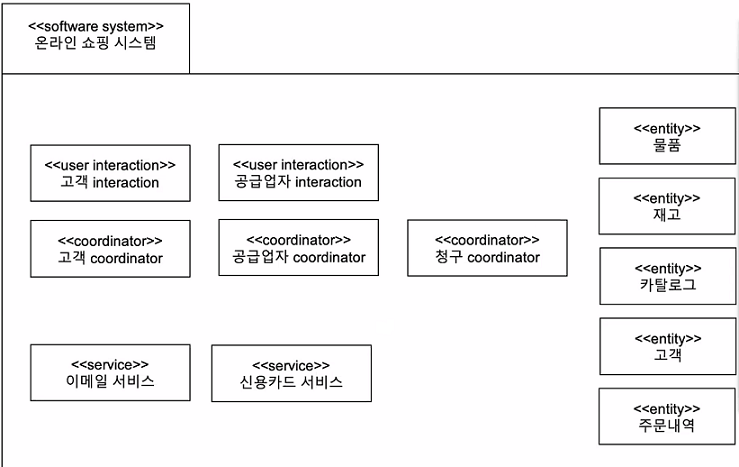 <<software system>>
온라인 쇼핑 시스템
<<user interaction>>
고객 interaction
<<user interaction>>
공급업자 interaction
<<coordinator>>
고객 coordinator
<<coordinator>>
공급업자 coordinator
<<coordinator>>
청구 coordinator
<<service>>
이메일 서비스
<<service>>
신용카드 서비스
<<entity>>
물품
<<entity>>
재고
<<entity>>
카탈로그
<<entity>>
고객
<<entity>>
주문내역